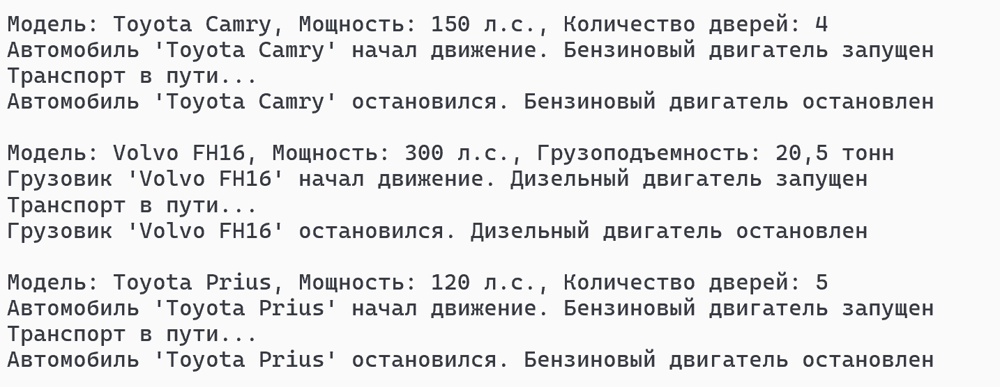 Модель: Toyota Camry, Мощность: 150 л.с., Количество дверей: 4
Автомобиль 'Toyota Camry' начал движение. Бензиновый двигатель запущен
Транспорт в пути...
Автомобиль 'Toyota Camry' остановился. Бензиновый двигатель остановлен

Модель: Volvo FH16, Мощность: 300 л.с., Грузоподъемность: 20,5 тонн
Грузовик 'Volvo FH16' начал движение. Дизельный двигатель запущен
Транспорт в пути...
Грузовик 'Volvo FH16' остановился. Дизельный двигатель остановлен

Модель: Toyota Prius, Мощность: 120 л.с., Количество дверей: 5
Автомобиль 'Toyota Prius' начал движение. Бензиновый двигатель запущен
Транспорт в пути...
Автомобиль 'Toyota Prius' остановился. Бензиновый двигатель остановлен